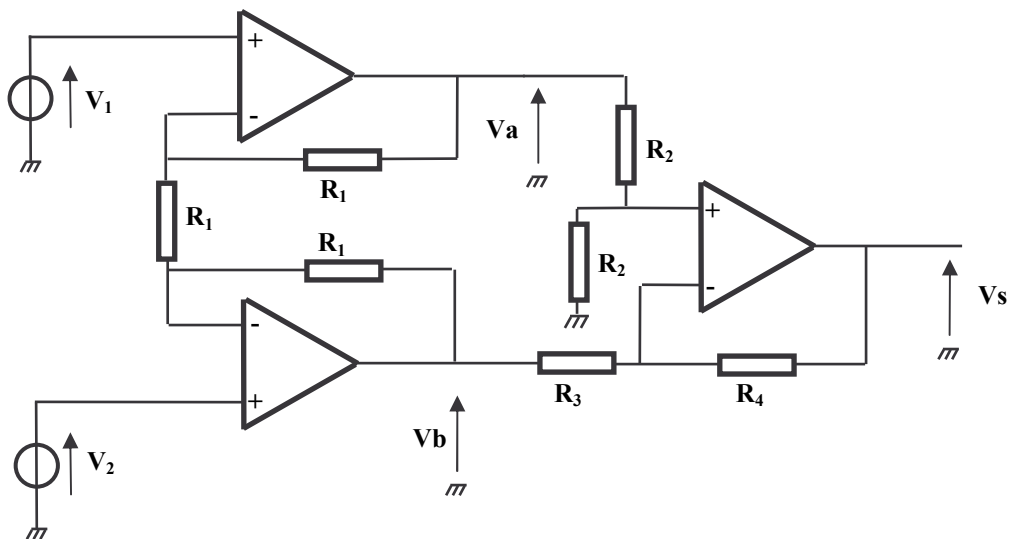 +
V₁
-
Va
R₂
R₁
R₁
+
R₁
R₂
-
Vs
-
R₃
R₄
+
Vb
V₂